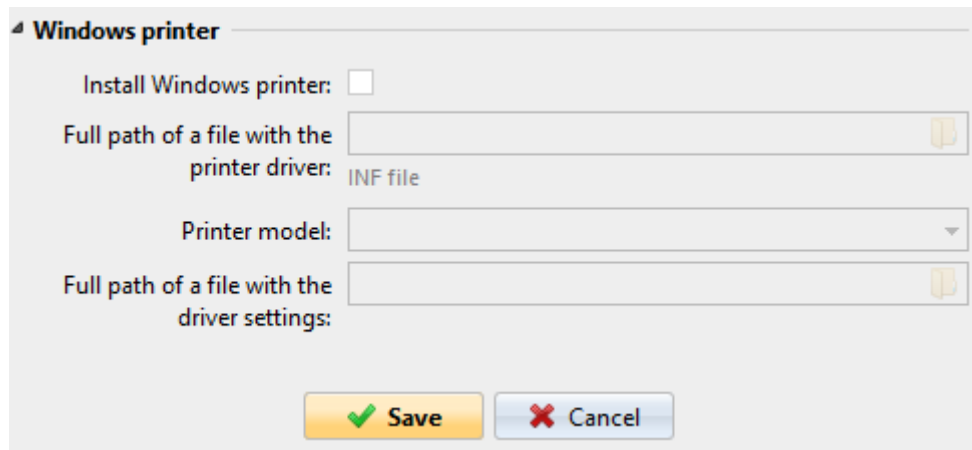 Windows printer
Install Windows printer:
Full path of a file with the
printer driver:
INF file
Printer model:
Full path of a file with the
driver settings:
Save
Cancel